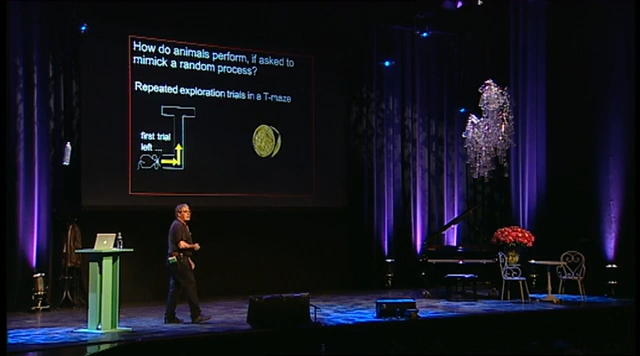 How do animals perform, if asked to
mimick a random process?
Repeated exploration trials in a T-maze
first trial
left ...